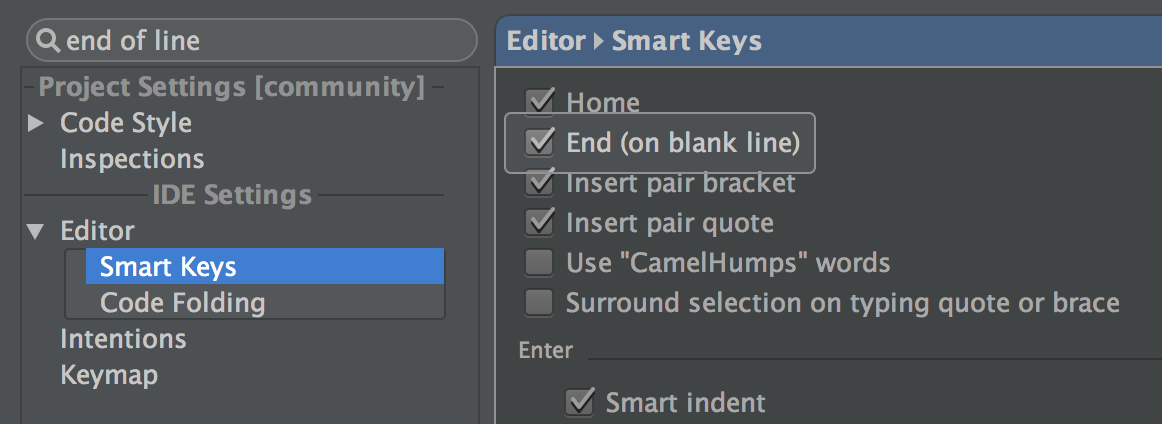 end of line
Project Settings [community]
Code Style
Inspections
IDE Settings
Editor
Smart Keys
Code Folding
Intentions
Keymap
Editor Smart Keys
Home
End (on blank line)
Insert pair bracket
Insert pair quote
Use "CamelHumps" words
Surround selection on typing quote or brace
Enter
Smart indent